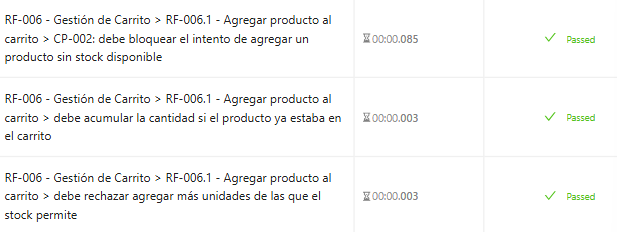 RF-006 - Gestión de Carrito > RF-006.1 - Agregar producto al
carrito > CP-002: debe bloquear el intento de agregar un
producto sin stock disponible
00:00.085
Passed
RF-006 - Gestión de Carrito > RF-006.1 - Agregar producto al
carrito > debe acumular la cantidad si el producto ya estaba en
el carrito
00:00.003
Passed
RF-006 - Gestión de Carrito > RF-006.1 - Agregar producto al
carrito > debe rechazar agregar más unidades de las que el
stock permite
00:00.003
Passed